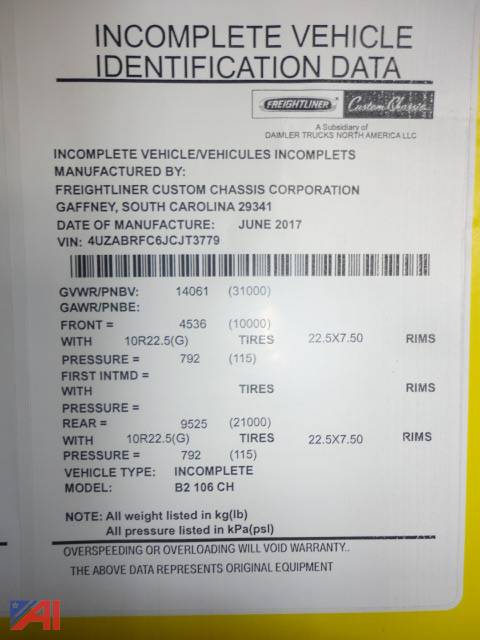 INCOMPLETE VEHICLE
IDENTIFICATION DATA
FREIGHTLINER Custom Chassis
A Subsidiary of
DAIMLER TRUCKS NORTH AMERICA LLC
INCOMPLETE VEHICLE/VEHICULES INCOMPLETS
MANUFACTURED BY:
FREIGHTLINER CUSTOM CHASSIS CORPORATION
GAFFNEY, SOUTH CAROLINA 29341
DATE OF MANUFACTURE: JUNE 2017
VIN: 4UZABRFC6JCJT3779
GVWR/PNBV: 14061 (31000)
GAWR/PNBE:
FRONT = 4536 (10000)
WITH 10R22.5(G) TIRES 22.5X7.50 RIMS
PRESSURE = 792 (115)
FIRST INTMD =
WITH TIRES RIMS
PRESSURE =
REAR = 9525 (21000)
WITH 10R22.5(G) TIRES 22.5X7.50 RIMS
PRESSURE = 792 (115)
VEHICLE TYPE: INCOMPLETE
MODEL: B2 106 CH
NOTE: All weight listed in kg(lb)
All pressure listed in kPa(psi)
OVERSPEEDING OR OVERLOADING WILL VOID WARRANTY..
THE ABOVE DATA REPRESENTS ORIGINAL EQUIPMENT
AI